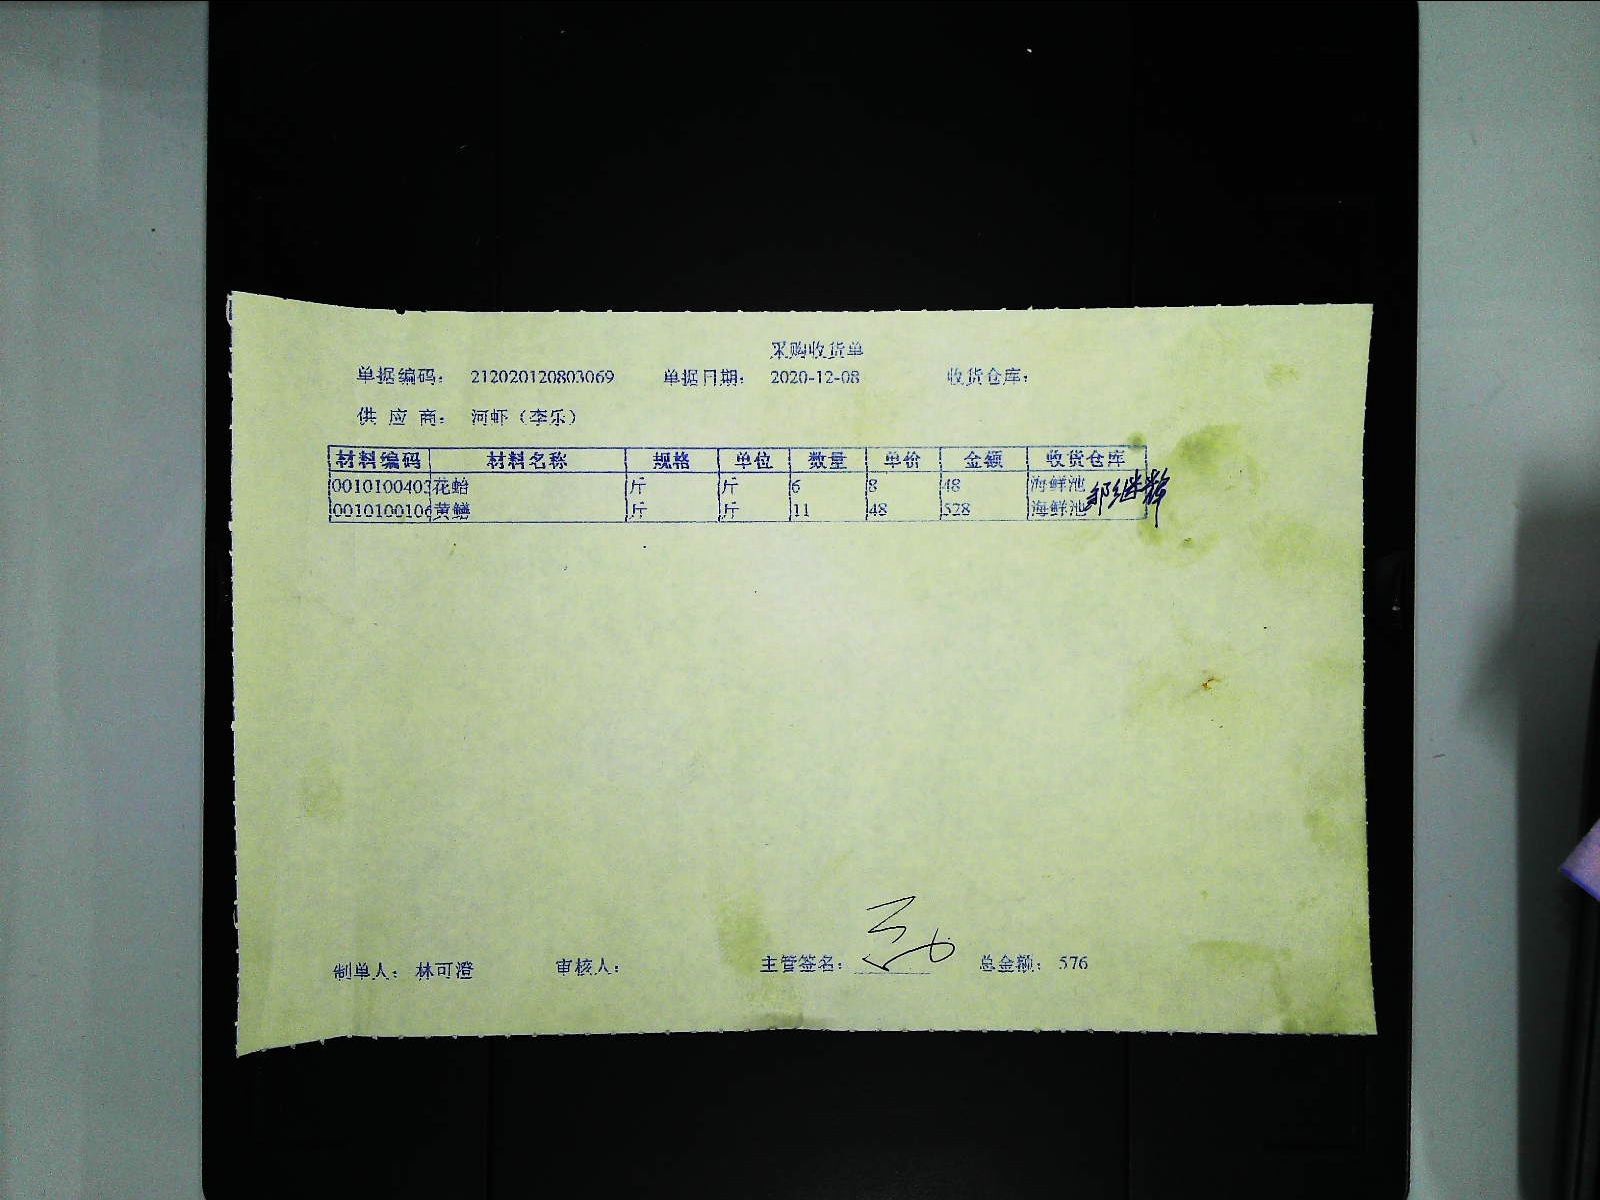 采购收货单
单据编码： 212020120803069 单据日期： 2020-12-08 收货仓库：
供 应 商： 河虾（李乐）
材料编码 材料名称 规格 单位 数量 单价 金额 收货仓库
0010100403 花蛤 斤 斤 6 8 48 海鲜池
0010100106 黄鳝 斤 斤 11 48 528 海鲜池
制单人： 林可澄 审核人： 主管签名： 总金额： 576